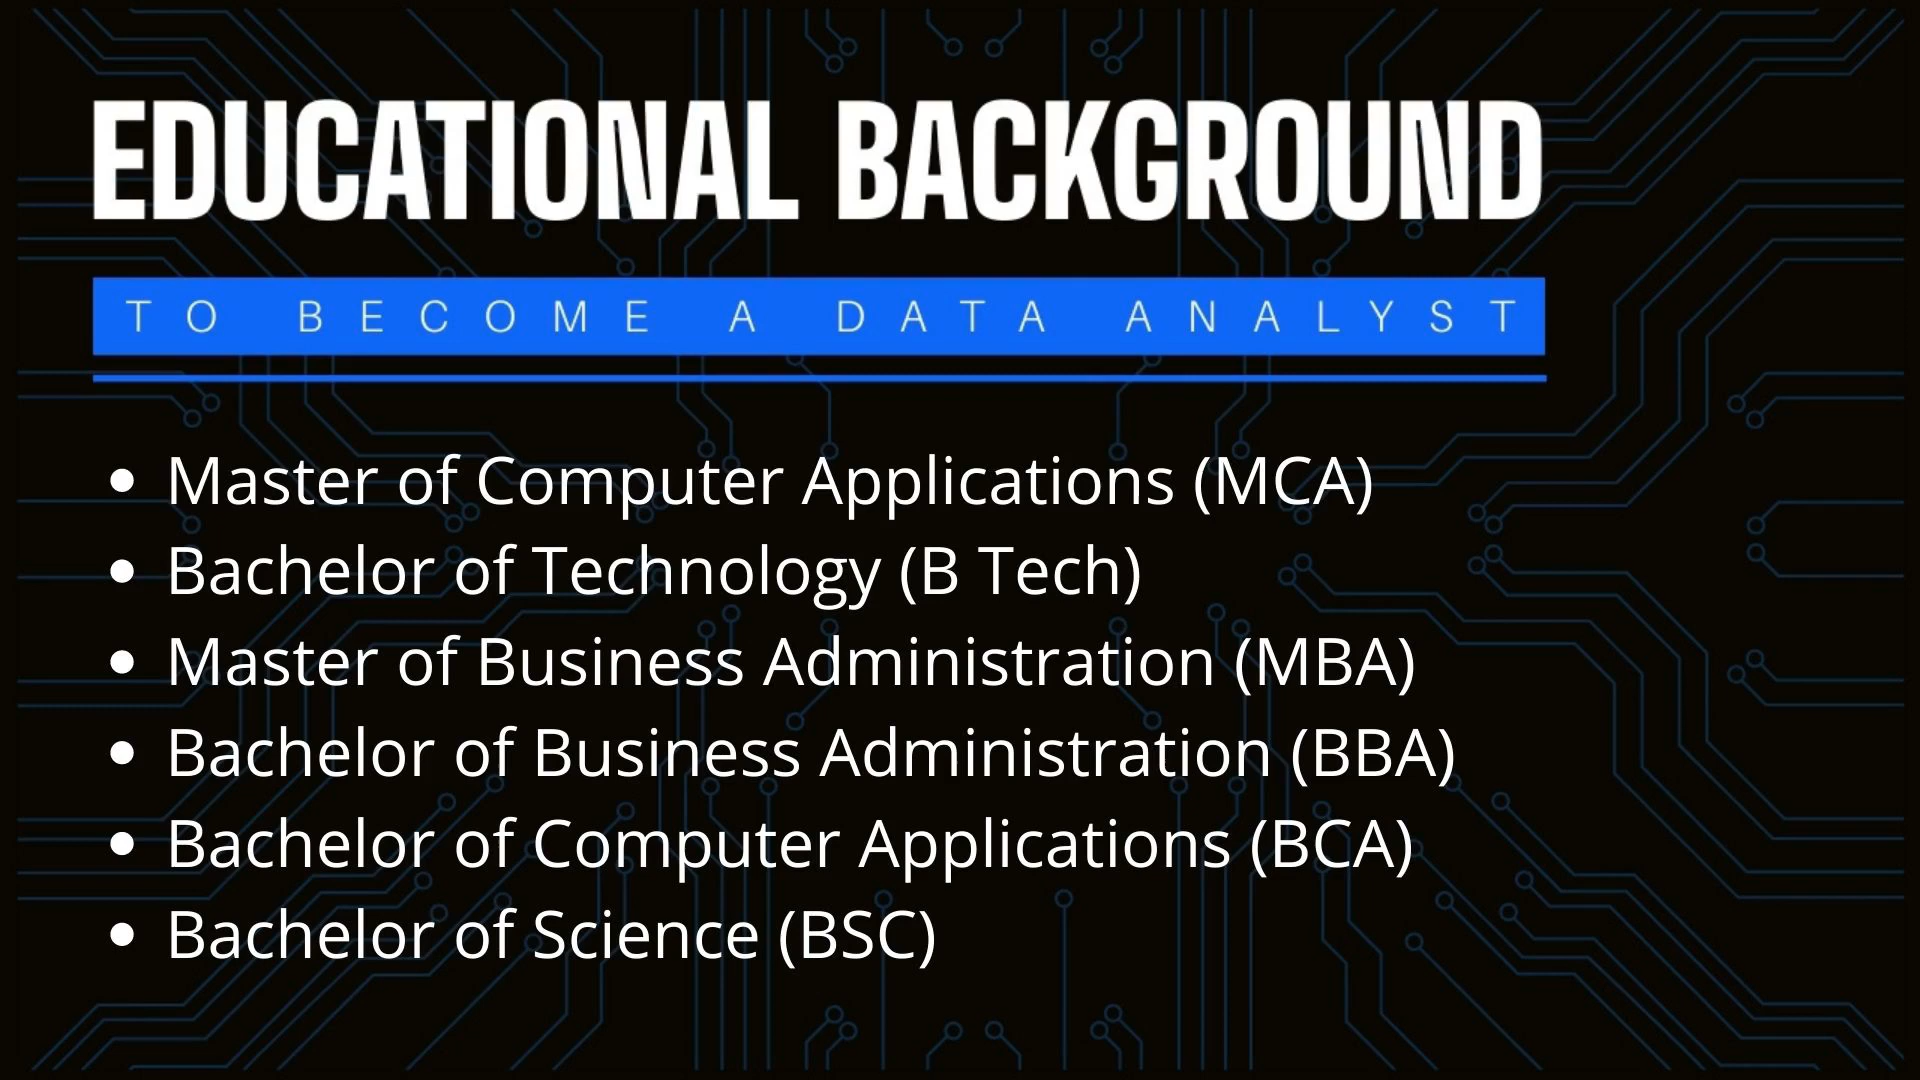 EDUCATIONAL BACKGROUND
TO BECOME A DATA ANALYST
• Master of Computer Applications (MCA)
• Bachelor of Technology (B Tech)
• Master of Business Administration (MBA)
• Bachelor of Business Administration (BBA)
• Bachelor of Computer Applications (BCA)
• Bachelor of Science (BSC)